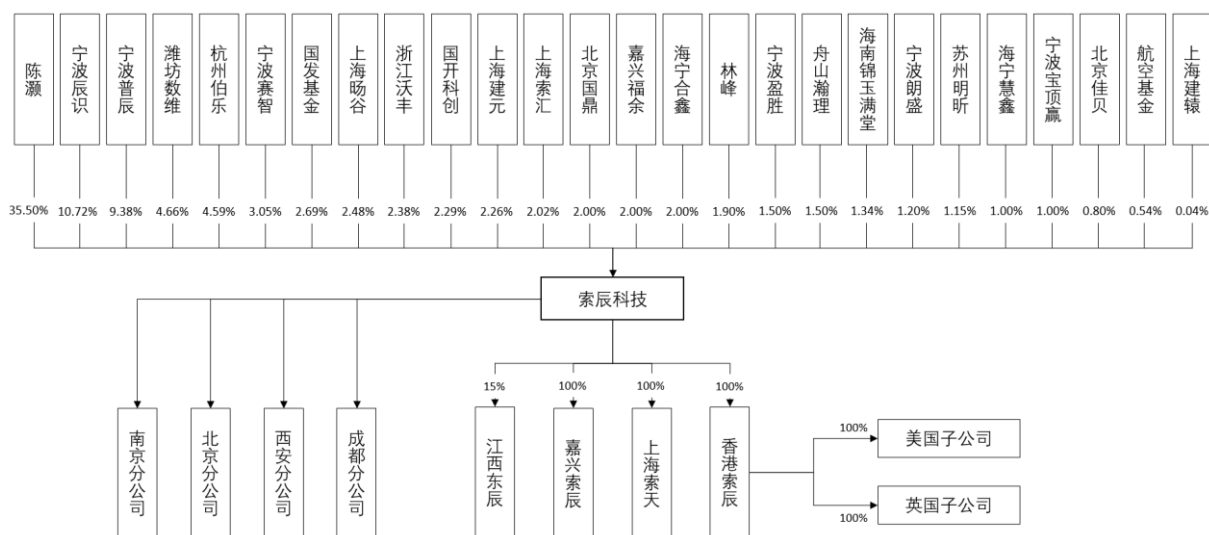 陈灏
宁波辰识
宁波普辰
潍坊数维
杭州伯乐
宁波赛智
国发基金
上海旸谷
浙江沃丰
国开科创
上海建元
上海索汇
北京国鼎
嘉兴福余
海宁合鑫
林峰
宁波盈胜
舟山瀚理
海南锦玉满堂
宁波朗盛
苏州明昕
海宁慧鑫
宁波宝顶赢
北京佳贝
航空基金
上海建辕
35.50%
10.72%
9.38%
4.66%
4.59%
3.05%
2.69%
2.48%
2.38%
2.29%
2.26%
2.02%
2.00%
2.00%
2.00%
1.90%
1.50%
1.50%
1.34%
1.20%
1.15%
1.00%
1.00%
0.80%
0.54%
0.04%
索辰科技
15%
100%
100%
100%
南京分公司
北京分公司
西安分公司
成都分公司
江西东辰
嘉兴索辰
上海索天
香港索辰
100%
美国子公司
100%
英国子公司